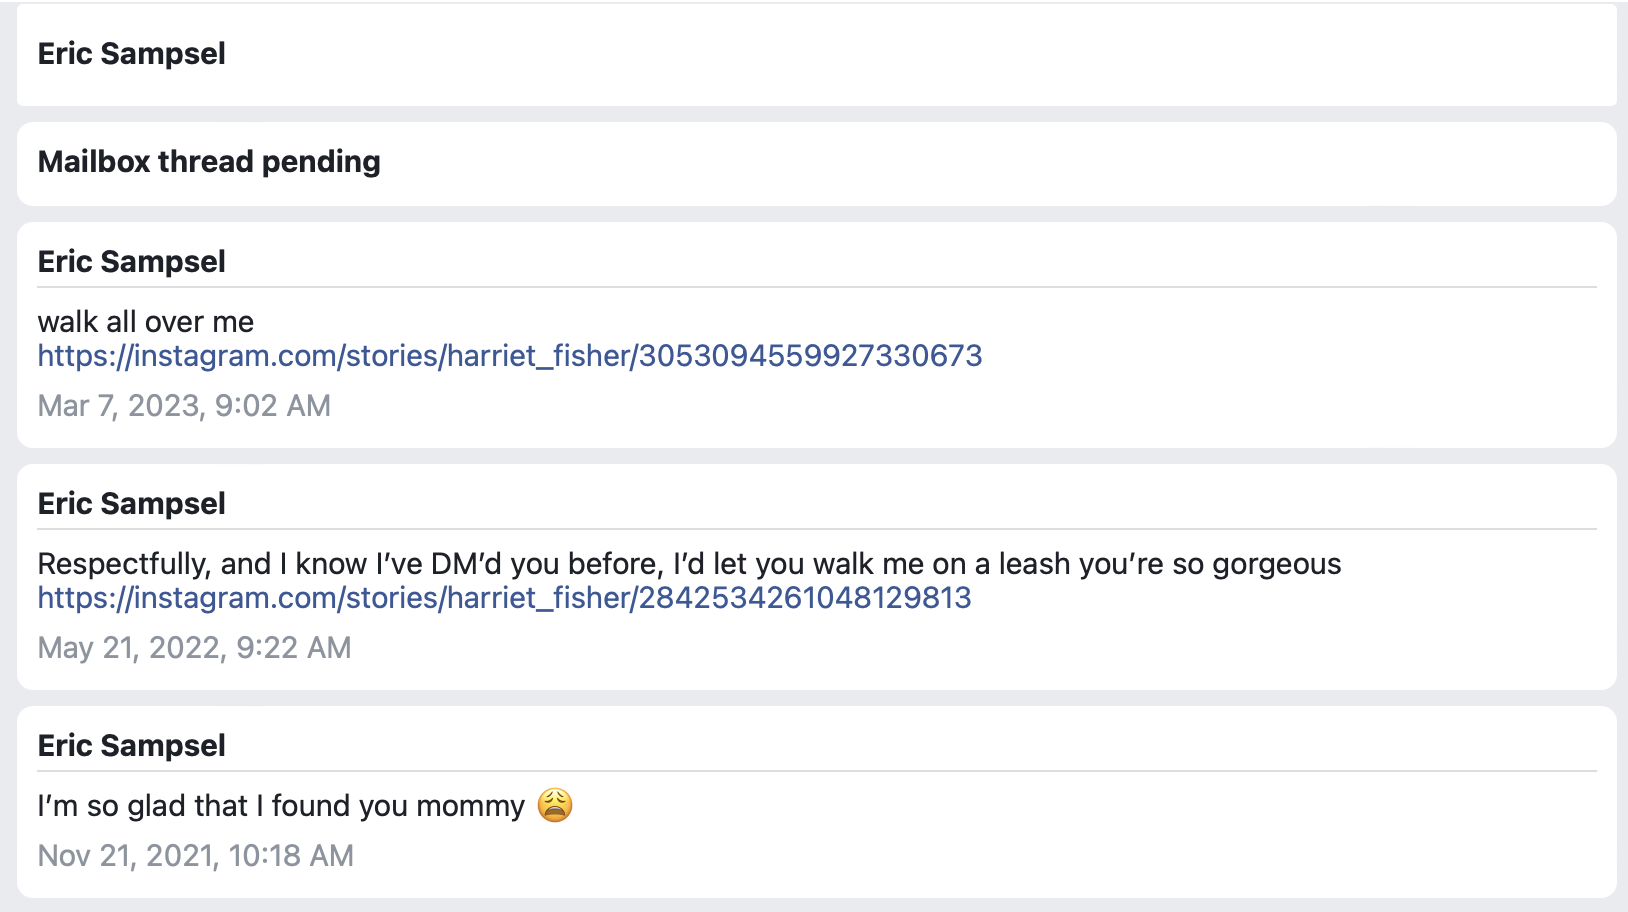 Eric Sampsel
Mailbox thread pending
Eric Sampsel
walk all over me
https://instagram.com/stories/harriet_fisher/3053094559927330673
Mar 7, 2023, 9:02 AM
Eric Sampsel
Respectfully, and I know I’ve DM’d you before, I’d let you walk me on a leash you’re so gorgeous
https://instagram.com/stories/harriet_fisher/2842534261048129813
May 21, 2022, 9:22 AM
Eric Sampsel
I’m so glad that I found you mommy 😩
Nov 21, 2021, 10:18 AM